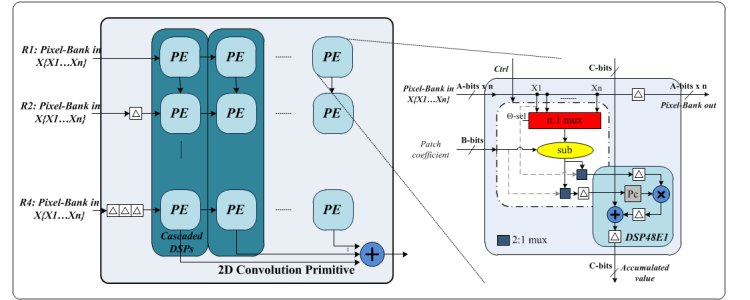 R1: Pixel-Bank in
X{X1...Xn}
PE PE ........ PE
R2: Pixel-Bank in
X{X1...Xn}
△ PE PE ........ PE
R4: Pixel-Bank in
X{X1...Xn}
△△△ PE PE ........ PE
Cascaded
DSPs
+
2D Convolution Primitive
Ctrl
C-bits
Pixel-Bank in
X{X1...Xn}
A-bits x n
X1 ........ Xn
△
A-bits x n
Pixel-Bank out
Θ-sel
n:1 mux
Patch
coefficient
B-bits
sub
△
△ Pc ×
+ △
△
DSP48E1
2:1 mux
C-bits
Accumulated
value